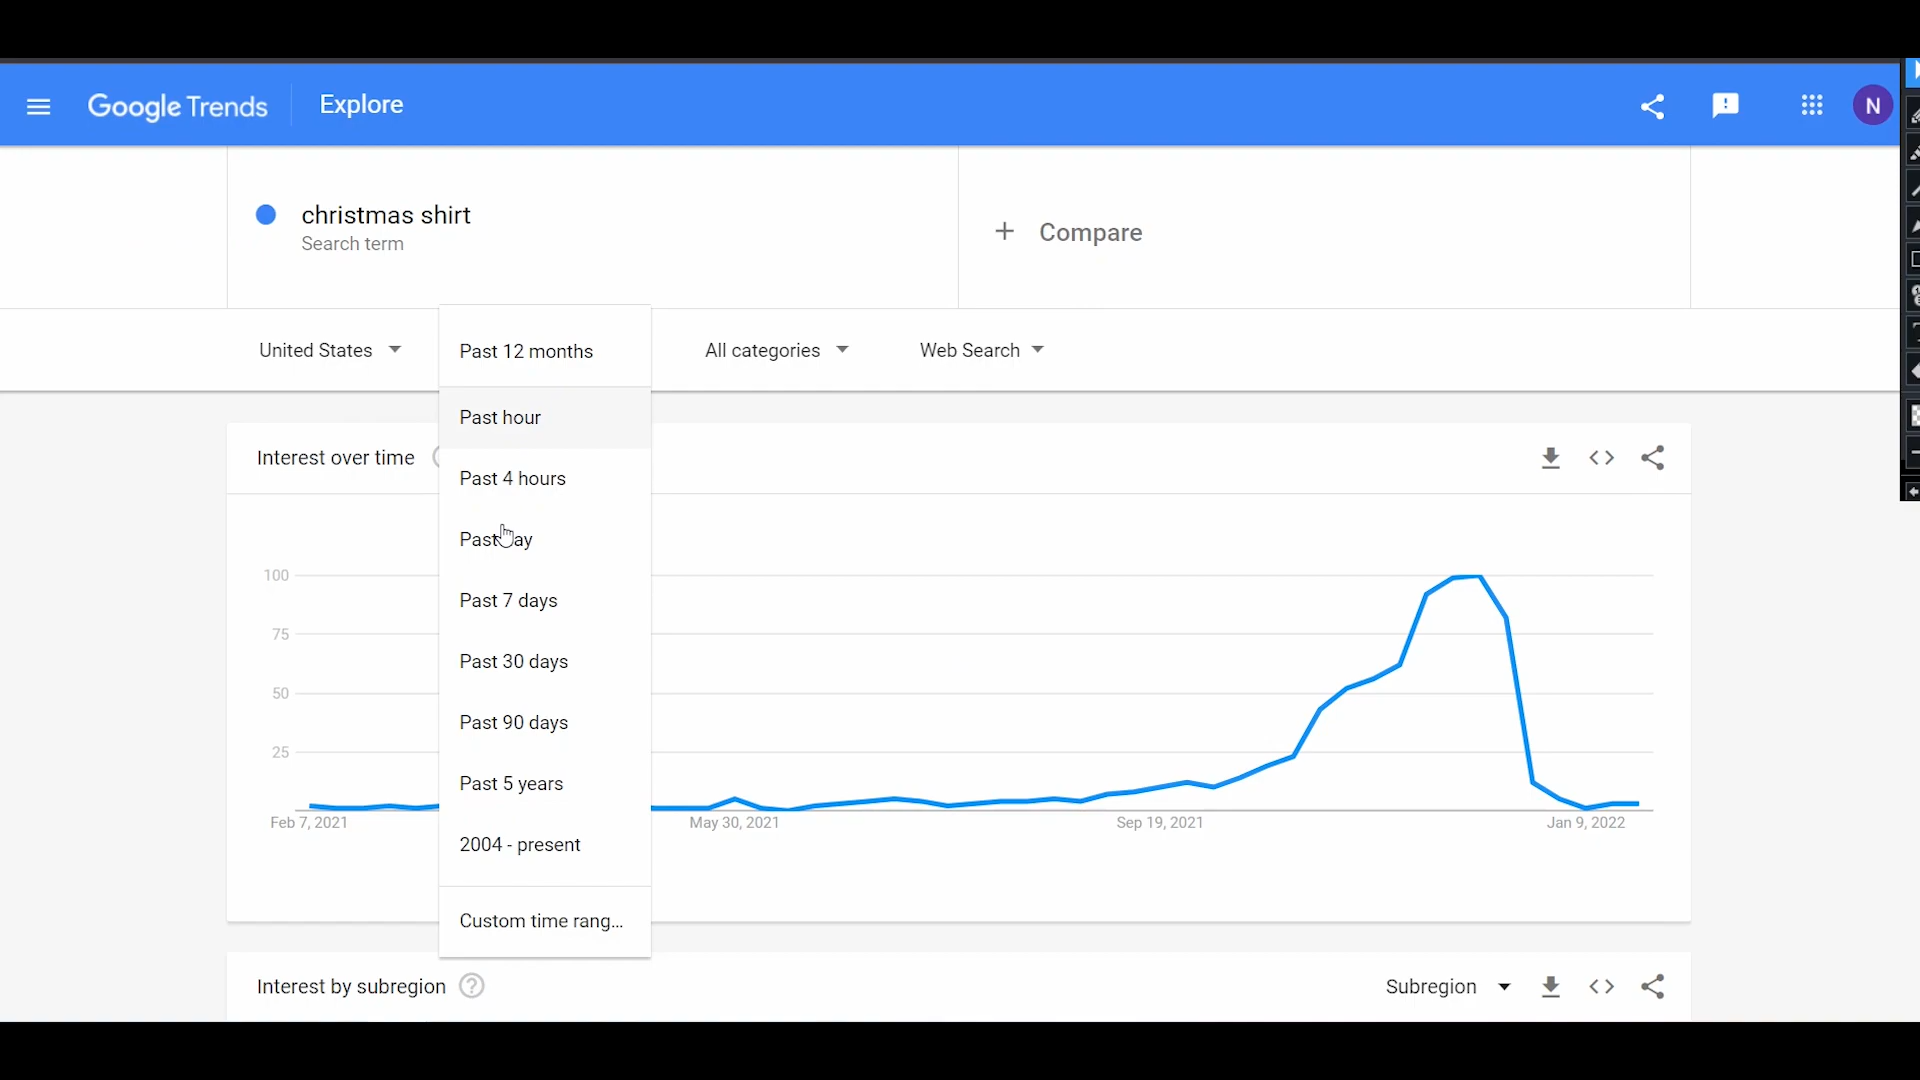 Google Trends
Explore
N
christmas shirt
Search term
+ Compare
United States
Past 12 months
All categories
Web Search
Past hour
Interest over time
Past 4 hours
Past ay
Past 7 days
Past 30 days
Past 90 days
Past 5 years
2004 - present
Custom time rang...
100
75
50
25
Feb 7, 2021
May 30, 2021
Sep 19, 2021
Jan 9, 2022
Interest by subregion ?
Subregion